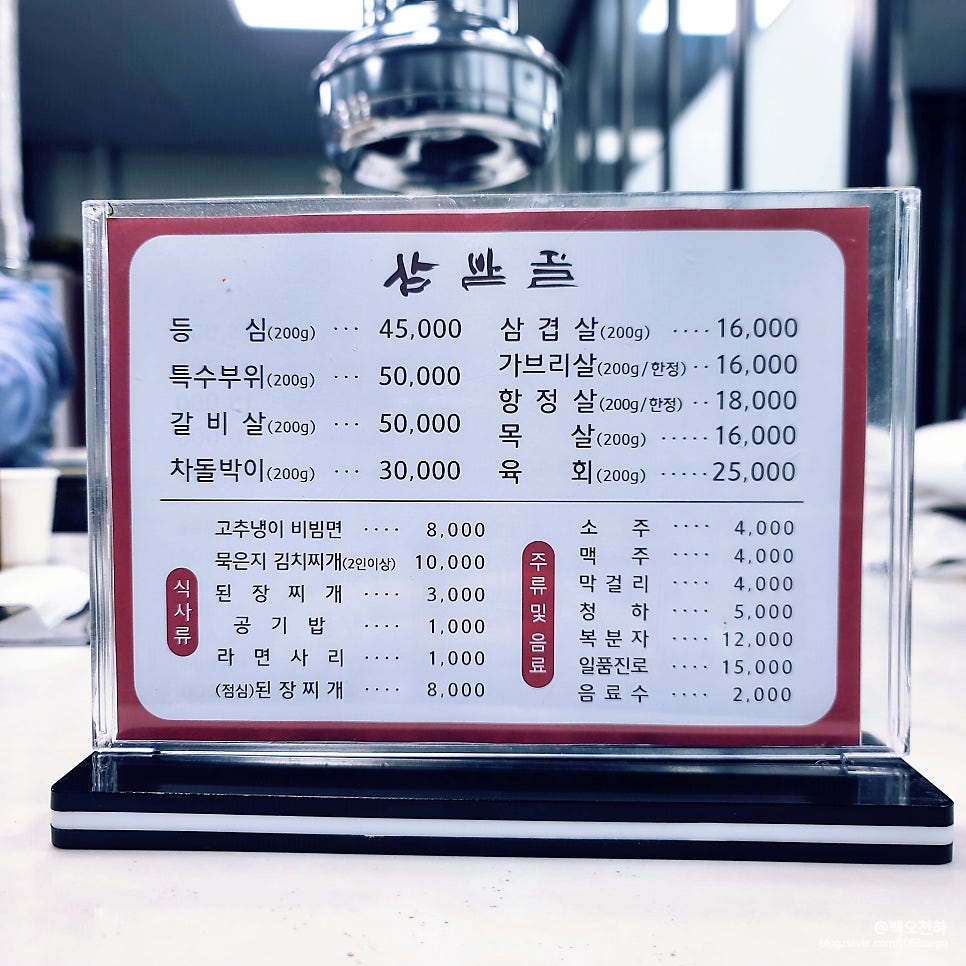 삼밭골
등 심(200g) ··· 45,000
특수부위(200g) ··· 50,000
갈 비 살(200g) ··· 50,000
차돌박이(200g) ··· 30,000
삼 겹 살(200g) ···· 16,000
가브리살(200g/한정) ·· 16,000
항 정 살(200g/한정) ·· 18,000
목 살(200g) ····· 16,000
육 회(200g) ····· 25,000
식사류
고추냉이 비빔면 ···· 8,000
묵은지 김치찌개(2인이상) 10,000
된 장 찌 개 ···· 3,000
공 기 밥 ···· 1,000
라 면 사 리 ···· 1,000
(점심)된 장 찌 개 ···· 8,000
주류 및 음료
소 주 ···· 4,000
맥 주 ···· 4,000
막 걸 리 ···· 4,000
청 하 ···· 5,000
복 분 자 ···· 12,000
일품진로 ···· 15,000
음 료 수 ···· 2,000
@백오천하